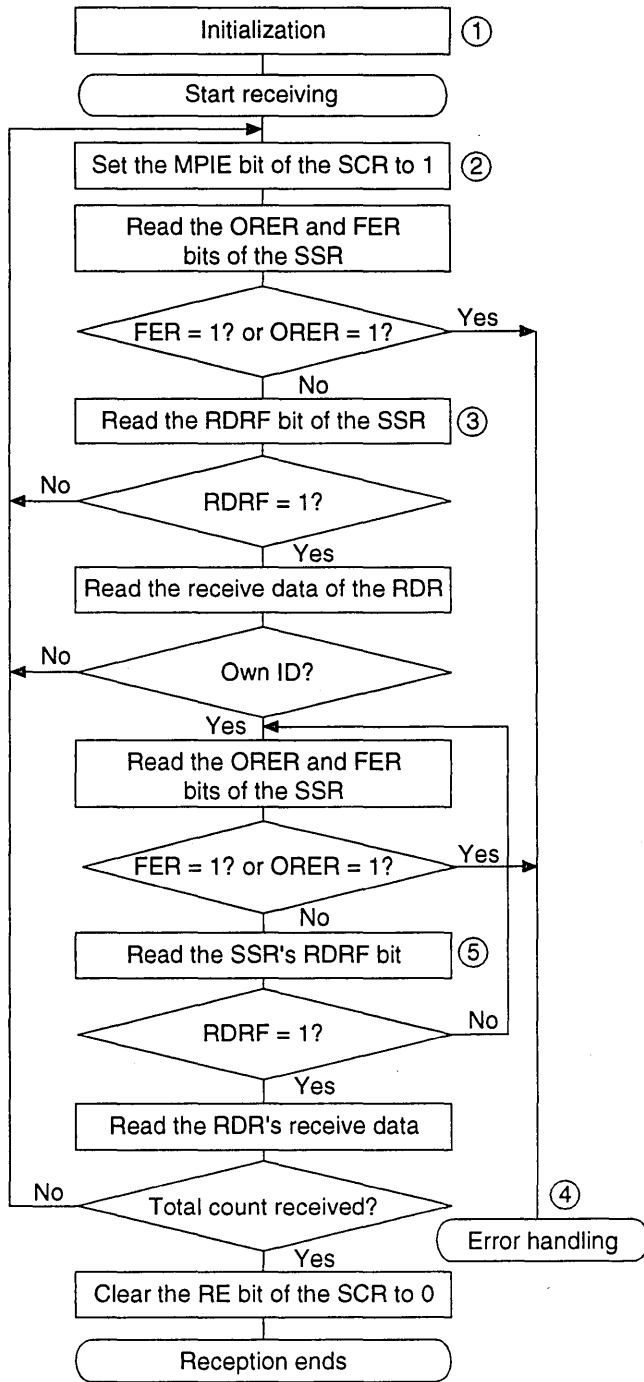 Initialization
①
Start receiving
Set the MPIE bit of the SCR to 1
②
Read the ORER and FER
bits of the SSR
FER = 1? or ORER = 1?
Yes
No
Read the RDRF bit of the SSR
③
No
RDRF = 1?
Yes
Read the receive data of the RDR
No
Own ID?
Yes
Read the ORER and FER
bits of the SSR
FER = 1? or ORER = 1?
Yes
No
Read the SSR's RDRF bit
⑤
RDRF = 1?
No
Yes
Read the RDR's receive data
No
Total count received?
④
Yes
Error handling
Clear the RE bit of the SCR to 0
Reception ends